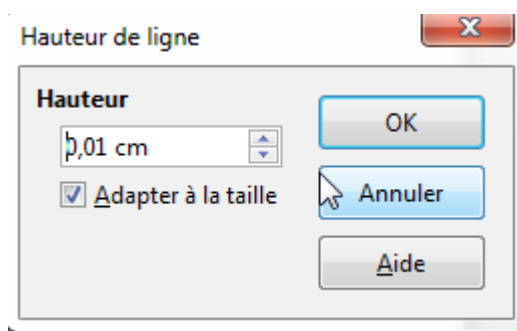 Hauteur de ligne
Hauteur
0,01 cm
Adapter à la taille
OK
Annuler
Aide